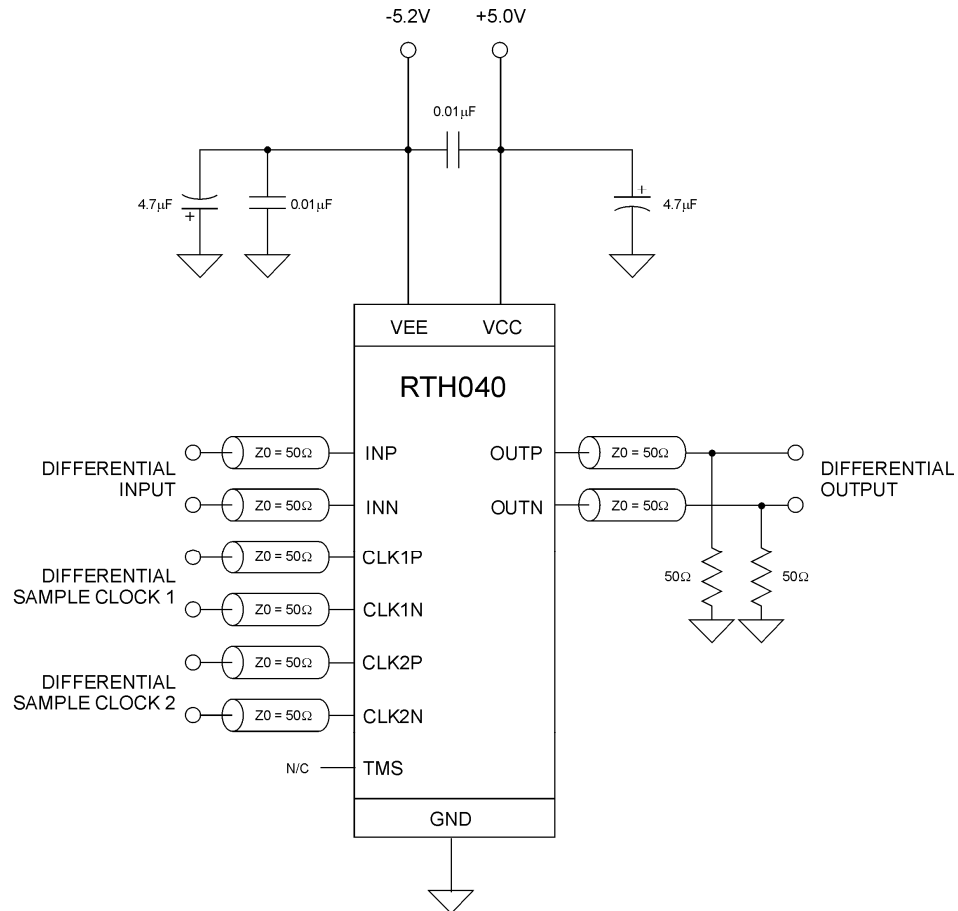 -5.2V +5.0V
0.01μF
4.7μF
+
0.01μF
+
4.7μF
VEE VCC
RTH040
DIFFERENTIAL
INPUT
Z0 = 50Ω
INP
Z0 = 50Ω
INN
DIFFERENTIAL
SAMPLE CLOCK 1
Z0 = 50Ω
CLK1P
Z0 = 50Ω
CLK1N
DIFFERENTIAL
SAMPLE CLOCK 2
Z0 = 50Ω
CLK2P
Z0 = 50Ω
CLK2N
N/C
TMS
OUTP
Z0 = 50Ω
OUTN
Z0 = 50Ω
DIFFERENTIAL
OUTPUT
50Ω
50Ω
GND